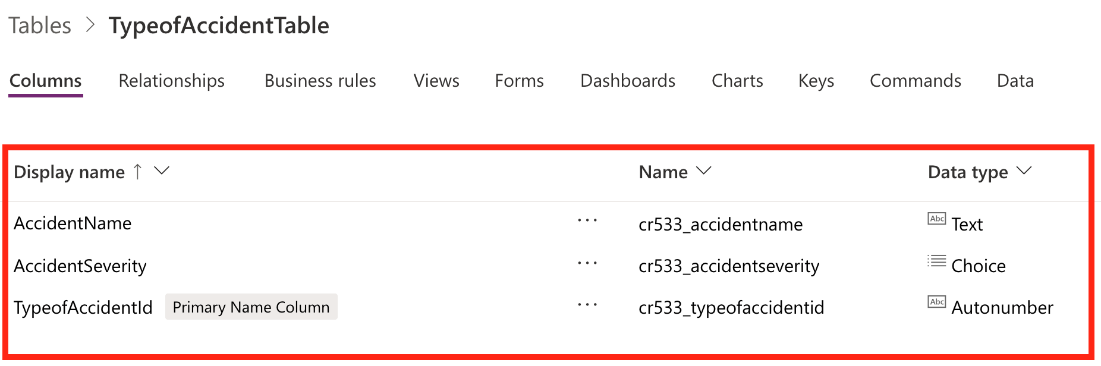 Tables > TypeofAccidentTable
Columns Relationships Business rules Views Forms Dashboards Charts Keys Commands Data
Display name ↑ Name Data type
AccidentName ··· cr533_accidentname Abc Text
AccidentSeverity ··· cr533_accidentseverity Choice
TypeofAccidentId Primary Name Column ··· cr533_typeofaccidentid Abc Autonumber